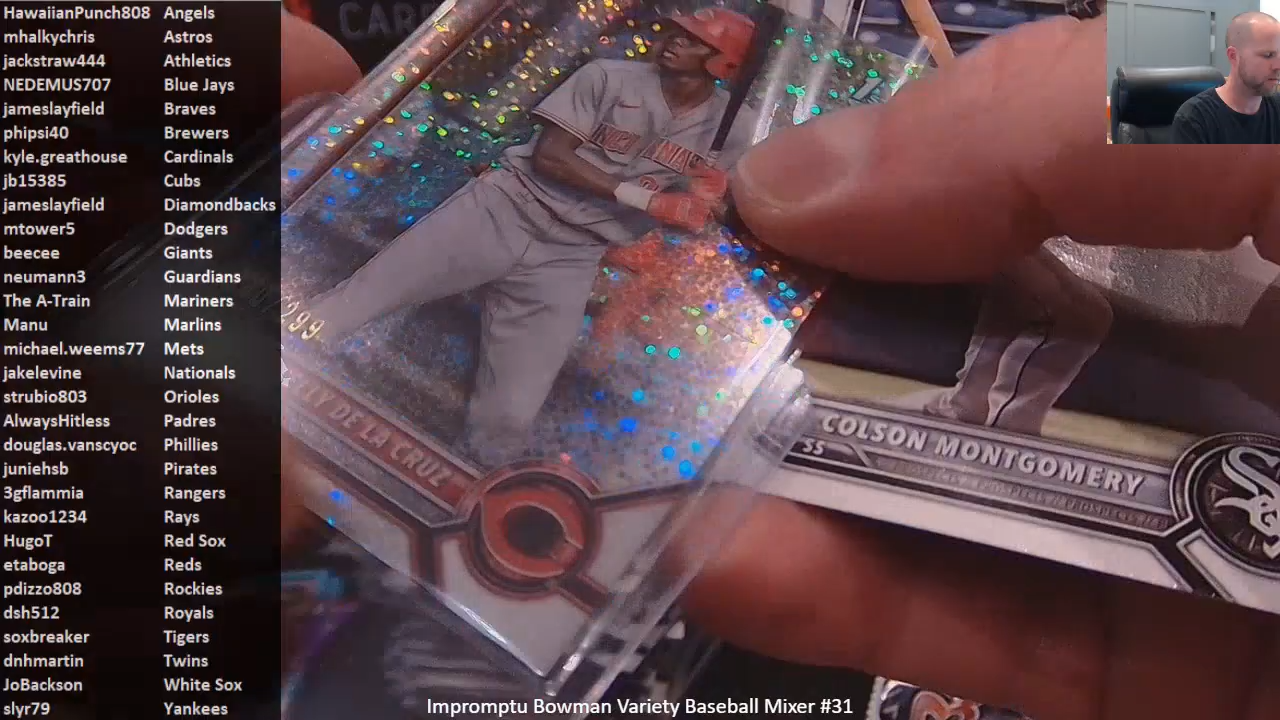 HawaiianPunch808 Angels
mhalkychris Astros
jackstraw444 Athletics
NEDEMUS707 Blue Jays
jameslayfield Braves
phipsi40 Brewers
kyle.greathouse Cardinals
jb15385 Cubs
jameslayfield Diamondbacks
mtower5 Dodgers
beecee Giants
neumann3 Guardians
The A-Train Mariners
Manu Marlins
michael.weems77 Mets
jakelevine Nationals
strubio803 Orioles
AlwaysHitless Padres
douglas.vanscyoc Phillies
juniehsb Pirates
3gflammia Rangers
kazoo1234 Rays
HugoT Red Sox
etaboga Reds
pdizzo808 Rockies
dsh512 Royals
soxbreaker Tigers
dnhmartin Twins
JoBackson White Sox
slyr79 Yankees
299
DE LA CRUZ
COLSON MONTGOMERY
SS
Impromptu Bowman Variety Baseball Mixer #31